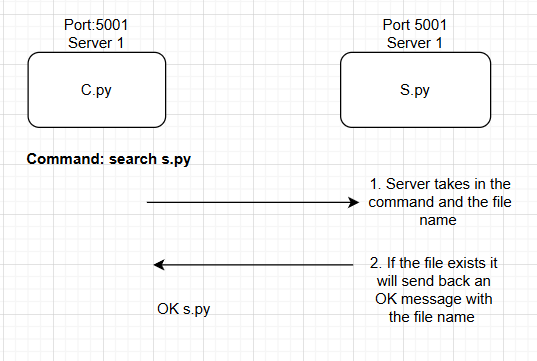 Port:5001
Server 1
C.py
Port 5001
Server 1
S.py
Command: search s.py
1. Server takes in the
command and the file
name
2. If the file exists it
will send back an
OK message with
the file name
OK s.py